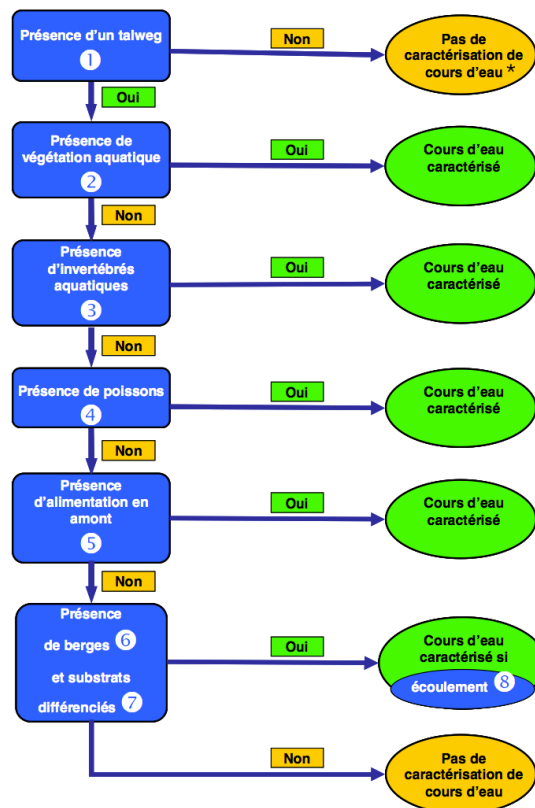 Présence d'un talweg
1
Non
Pas de
caractérisation de
cours d'eau *
Oui
Présence de
végétation aquatique
2
Oui
Cours d'eau
caractérisé
Non
Présence
d'invertébrés
aquatiques
3
Oui
Cours d'eau
caractérisé
Non
Présence de poissons
4
Oui
Cours d'eau
caractérisé
Non
Présence
d'alimentation en
amont
5
Oui
Cours d'eau
caractérisé
Non
Présence
de berges 6
et substrats
différenciés 7
Oui
Cours d'eau
caractérisé si
écoulement 8
Non
Pas de
caractérisation de
cours d'eau